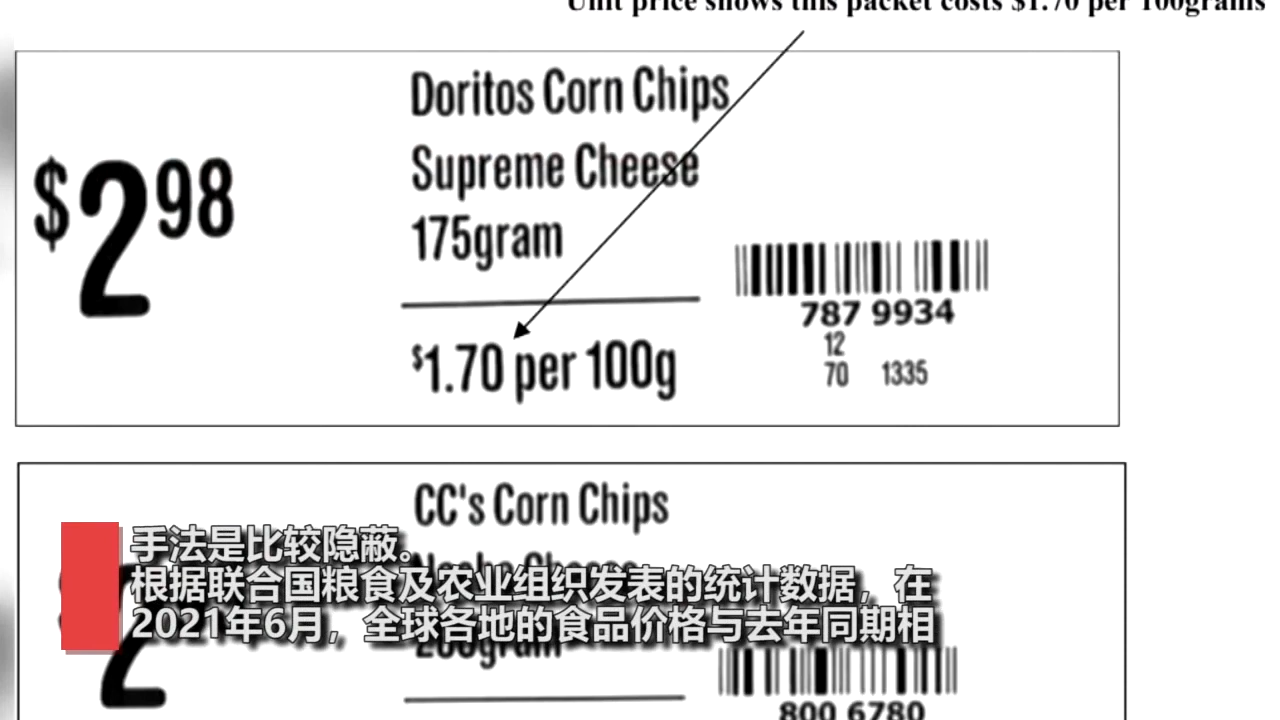 Unit price shows this packet costs $1.70 per 100grams
Doritos Corn Chips
$2 98
Supreme Cheese
175gram
787 9934
$1.70 per 100g
12
70 1335
CC's Corn Chips
手法是比较隐蔽。
Nacho Cheese
根据联合国粮食及农业组织发表的统计数据，在
2021年6月，全球各地的食品价格与去年同期相
200gram
800 6780